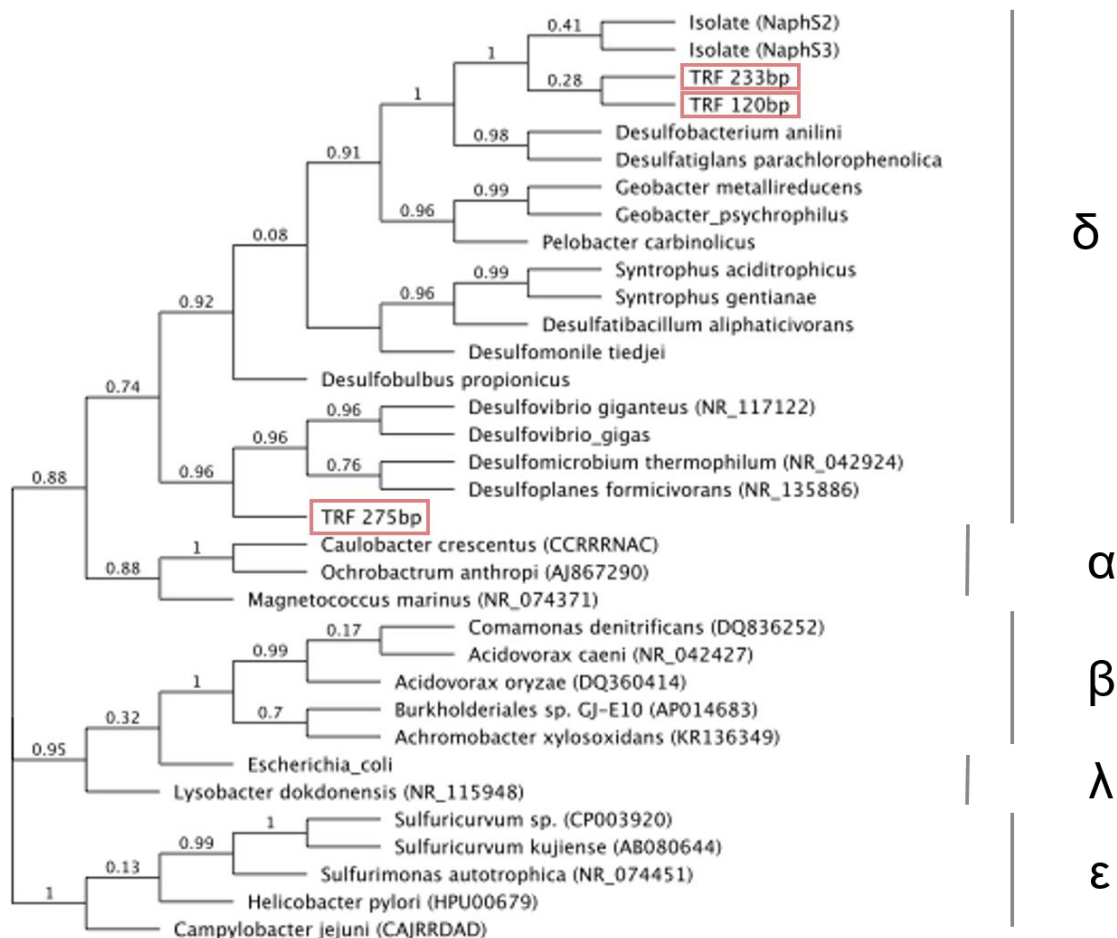 0.41
Isolate (NaphS2)
Isolate (NaphS3)
1
0.28
TRF 233bp
TRF 120bp
1
0.98
Desulfobacterium anilini
Desulfatiglans parachlorophenolica
0.91
0.99
Geobacter metallireducens
Geobacter_psychrophilus
0.96
Pelobacter carbinolicus
δ
0.08
0.99
Syntrophus aciditrophicus
Syntrophus gentianae
0.96
Desulfatibacillum aliphaticivorans
Desulfomonile tiedjei
0.92
Desulfobulbus propionicus
0.74
0.96
Desulfovibrio giganteus (NR_117122)
Desulfovibrio_gigas
0.96
0.76
Desulfomicrobium thermophilum (NR_042924)
Desulfoplanes formicivorans (NR_135886)
0.96
TRF 275bp
0.88
1
Caulobacter crescentus (CCRRRNAC)
Ochrobactrum anthropi (AJ867290)
0.88
Magnetococcus marinus (NR_074371)
α
0.17
Comamonas denitrificans (DQ836252)
Acidovorax caeni (NR_042427)
0.99
Acidovorax oryzae (DQ360414)
1
0.7
Burkholderiales sp. GJ-E10 (AP014683)
Achromobacter xylosoxidans (KR136349)
β
0.32
Escherichia_coli
0.95
Lysobacter dokdonensis (NR_115948)
λ
1
Sulfuricurvum sp. (CP003920)
Sulfuricurvum kujiense (AB080644)
0.99
Sulfurimonas autotrophica (NR_074451)
0.13
Helicobacter pylori (HPU00679)
1
Campylobacter jejuni (CAJRRDAD)
ε